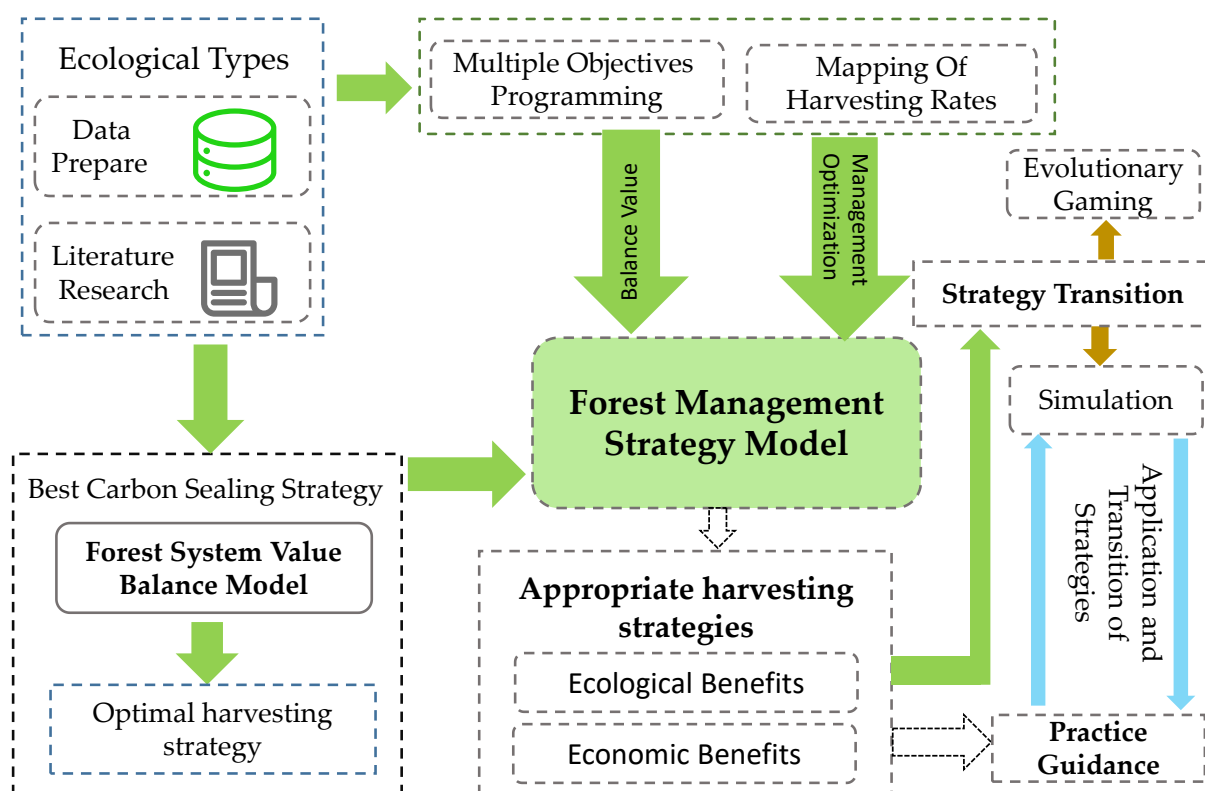 Ecological Types
Data
Prepare
Literature
Research
Multiple Objectives
Programming
Mapping Of
Harvesting Rates
Balance Value
Management
Optimization
Evolutionary
Gaming
Strategy Transition
Simulation
Forest Management
Strategy Model
Best Carbon Sealing Strategy
Forest System Value
Balance Model
Optimal harvesting
strategy
Appropriate harvesting
strategies
Ecological Benefits
Economic Benefits
Application and
Transition of
Strategies
Practice
Guidance